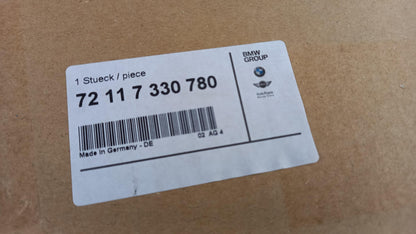 1 Stueck / piece
72 11 7 330 780
Made In Germany - DE
02 AG 4
BMW
GROUP